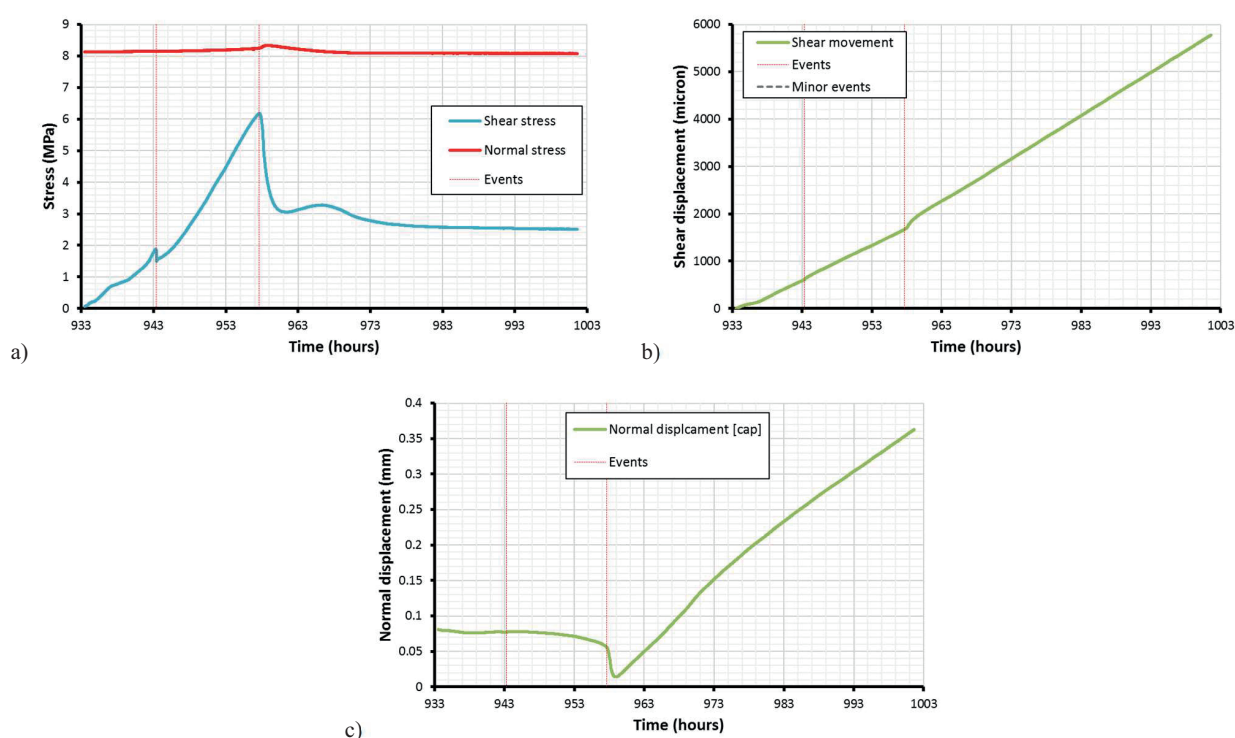 9
8
7
6
5
4
3
2
1
0
Stress (MPa)
Shear stress
Normal stress
Events
933 943 953 963 973 983 993 1003
Time (hours)
a)
6000
5000
4000
3000
2000
1000
0
Shear displacement (micron)
Shear movement
Events
Minor events
933 943 953 963 973 983 993 1003
Time (hours)
b)
0.4
0.35
0.3
0.25
0.2
0.15
0.1
0.05
0
Normal displacement (mm)
Normal displcament [cap]
Events
933 943 953 963 973 983 993 1003
Time (hours)
c)